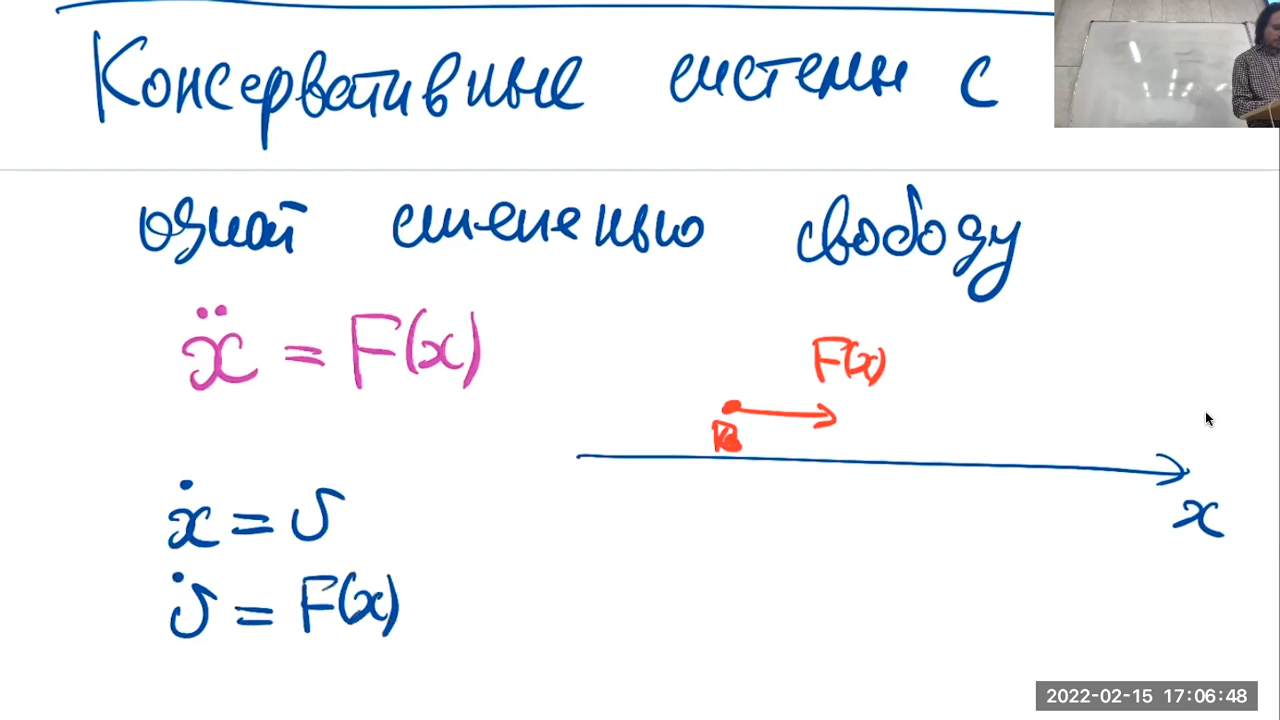 Консервативные системы с
одной степенью свободы
ẍ = F(x)
F(x)
x
ẋ = v
v̇ = F(x)
2022-02-15 17:06:48